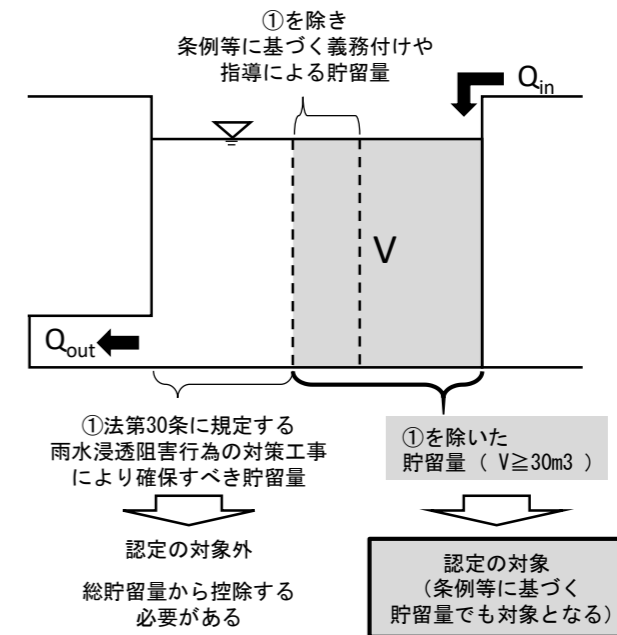 ①を除き
条例等に基づく義務付けや
指導による貯留量
Qin
V
Qout
①法第30条に規定する
雨水浸透阻害行為の対策工事
により確保すべき貯留量
①を除いた
貯留量（ V≧30m3 ）
認定の対象外
総貯留量から控除する
必要がある
認定の対象
（条例等に基づく
貯留量でも対象となる）